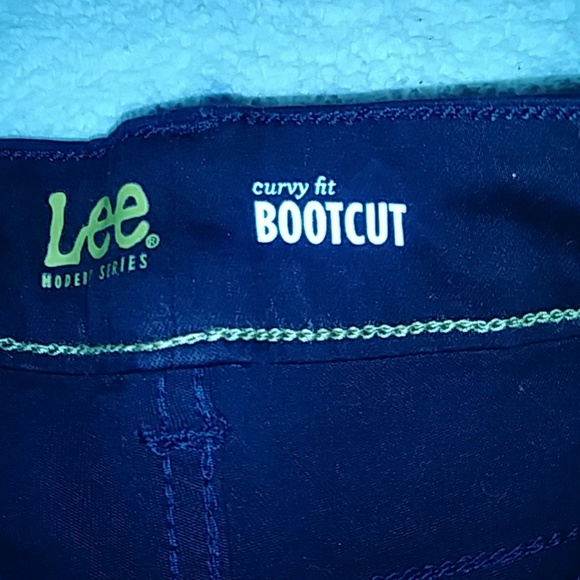 Lee®
MODERN SERIES
curvy fit
BOOTCUT